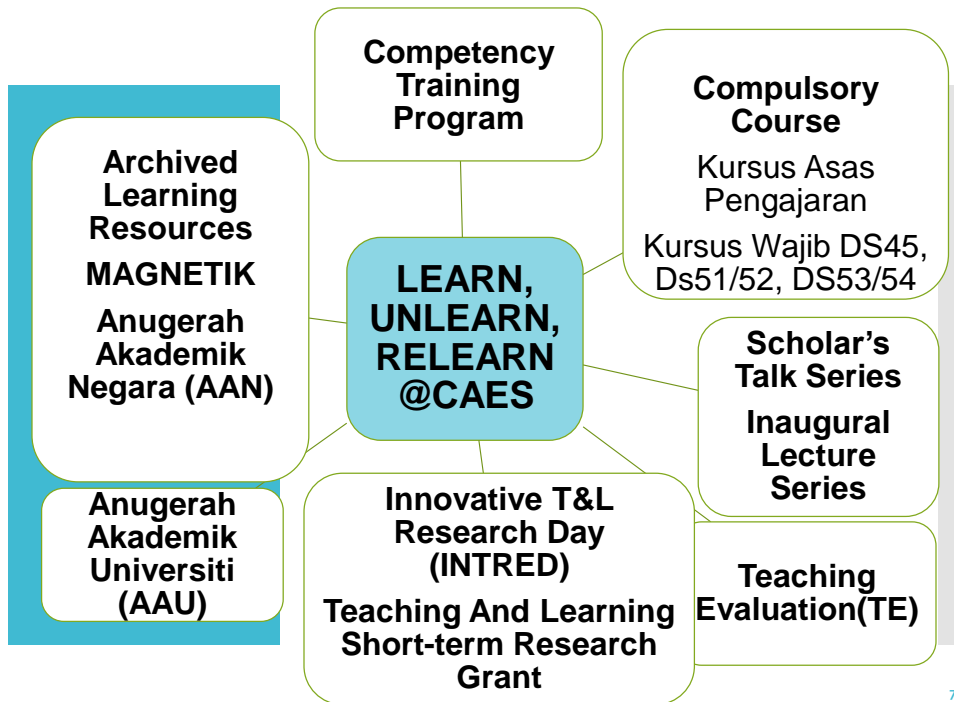 Competency
Training
Program
Compulsory
Course
Kursus Asas
Pengajaran
Kursus Wajib DS45,
Ds51/52, DS53/54
Archived
Learning
Resources
MAGNETIK
Anugerah
Akademik
Negara (AAN)
LEARN,
UNLEARN,
RELEARN
@CAES
Scholar’s
Talk Series
Inaugural
Lecture
Series
Anugerah
Akademik
Universiti
(AAU)
Innovative T&L
Research Day
(INTRED)
Teaching And Learning
Short-term Research
Grant
Teaching
Evaluation(TE)
7